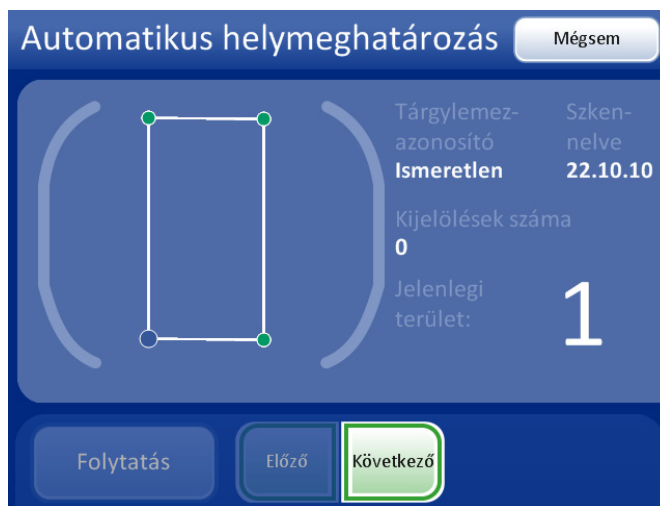 Automatikus helymeghatározás
Mégsem
Tárgylemez-
azonosító
Ismeretlen
Szken-
nelve
22.10.10
Kijelölések száma
0
Jelenlegi
terület:
1
Folytatás
Előző
Következő